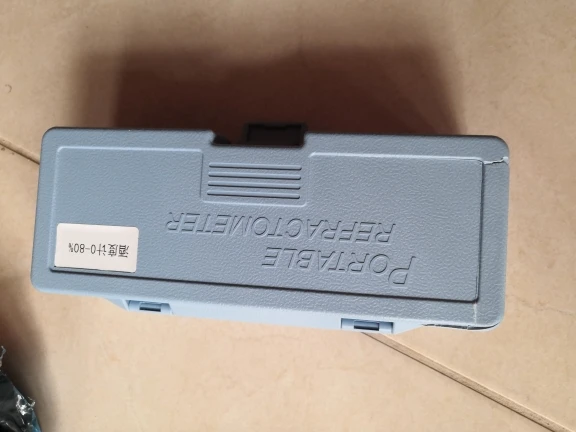 PORTABLE
REFRACTOMETER
酒度计0-80%